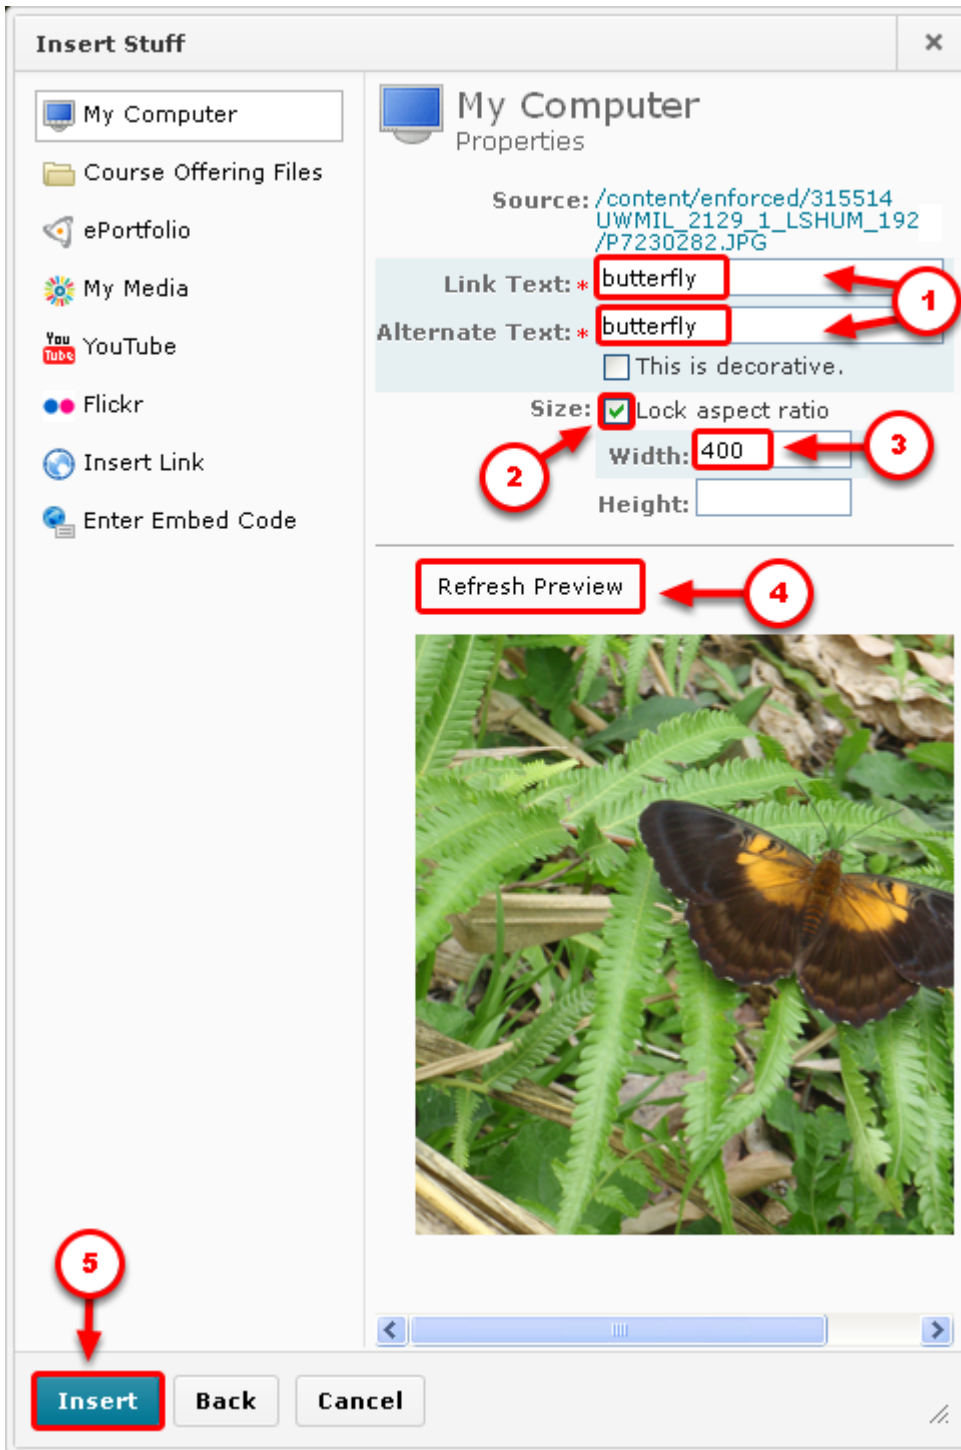 Insert Stuff
My Computer
Course Offering Files
ePortfolio
My Media
You Tube YouTube
Flickr
Insert Link
Enter Embed Code
My Computer
Properties
Source: /content/enforced/315514
UWMIL_2129_1_LSHUM_192
/P7230282.JPG
Link Text: * butterfly
1
Alternate Text: * butterfly
This is decorative.
Size: Lock aspect ratio
2
Width: 400
3
Height:
Refresh Preview
4
5
Insert Back Cancel